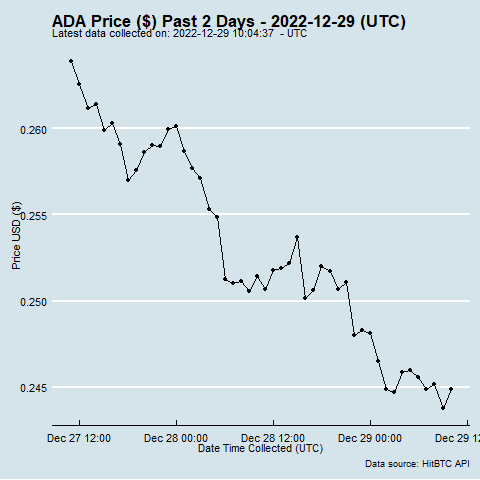 ADA Price ($) Past 2 Days - 2022-12-29 (UTC)
Latest data collected on: 2022-12-29 10:04:37  - UTC
0.260
0.255
0.250
0.245
Price USD ($)
Dec 27 12:00 Dec 28 00:00 Dec 28 12:00 Dec 29 00:00 Dec 29 12
Date Time Collected (UTC)
Data source: HitBTC API